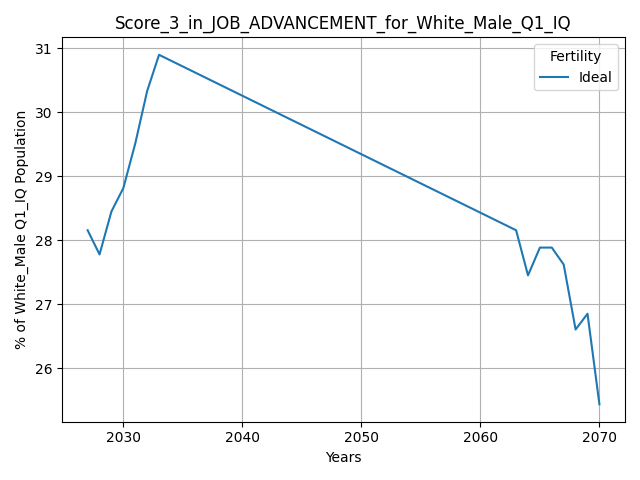 Score_3_in_JOB_ADVANCEMENT_for_White_Male_Q1_IQ
Fertility
Ideal
% of White_Male Q1_IQ Population
31
30
29
28
27
26
2030 2040 2050 2060 2070
Years